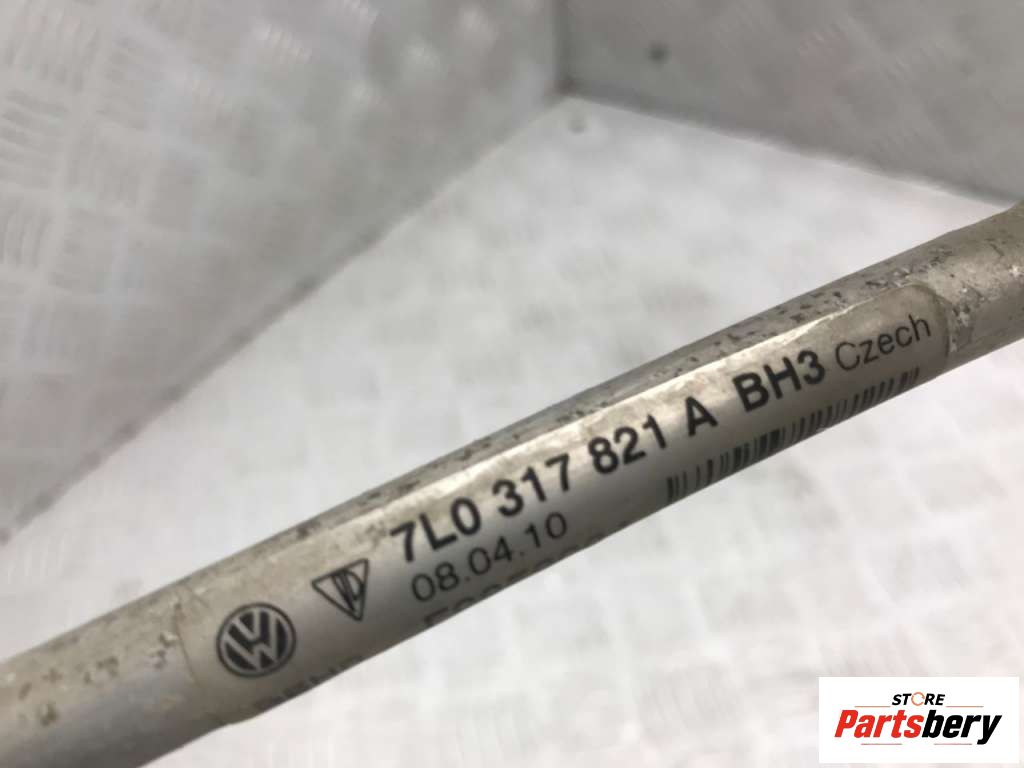 7L0 317 821 A BH3 Czech
08.04.10
STORE
Partsbery